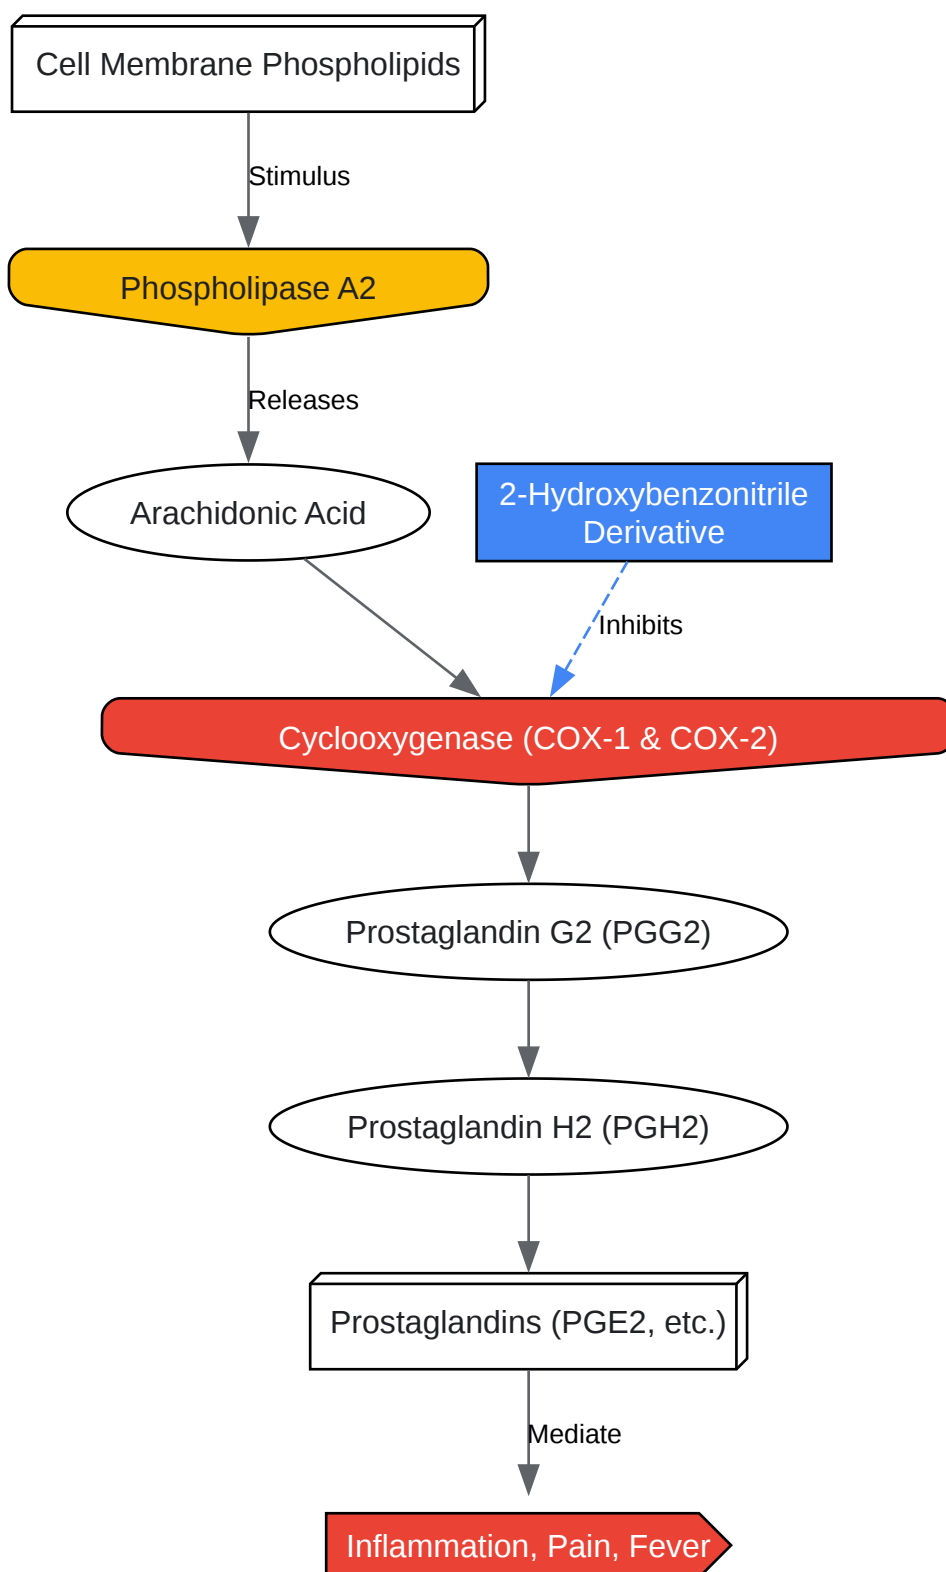 Cell Membrane Phospholipids
Stimulus
Phospholipase A2
Releases
Arachidonic Acid
2-Hydroxybenzonitrile
Derivative
Inhibits
Cyclooxygenase (COX-1 & COX-2)
Prostaglandin G2 (PGG2)
Prostaglandin H2 (PGH2)
Prostaglandins (PGE2, etc.)
Mediate
Inflammation, Pain, Fever